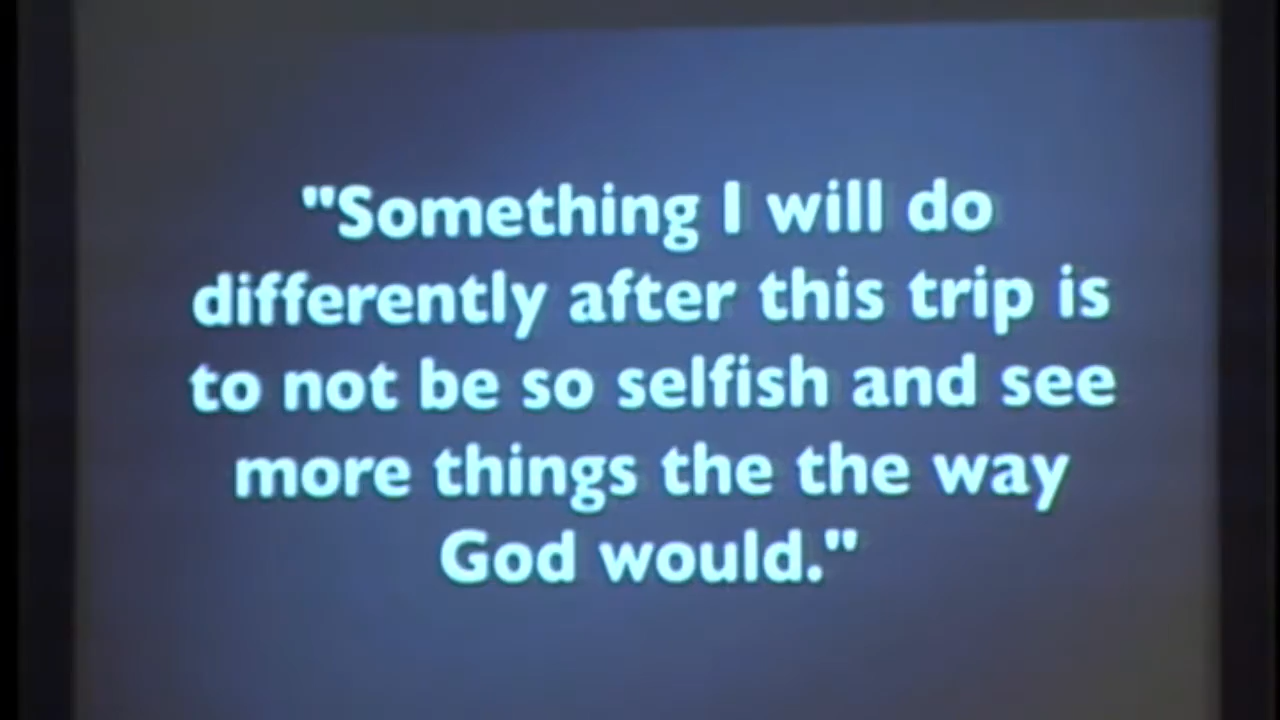 "Something I will do
differently after this trip is
to not be so selfish and see
more things the the way
God would."